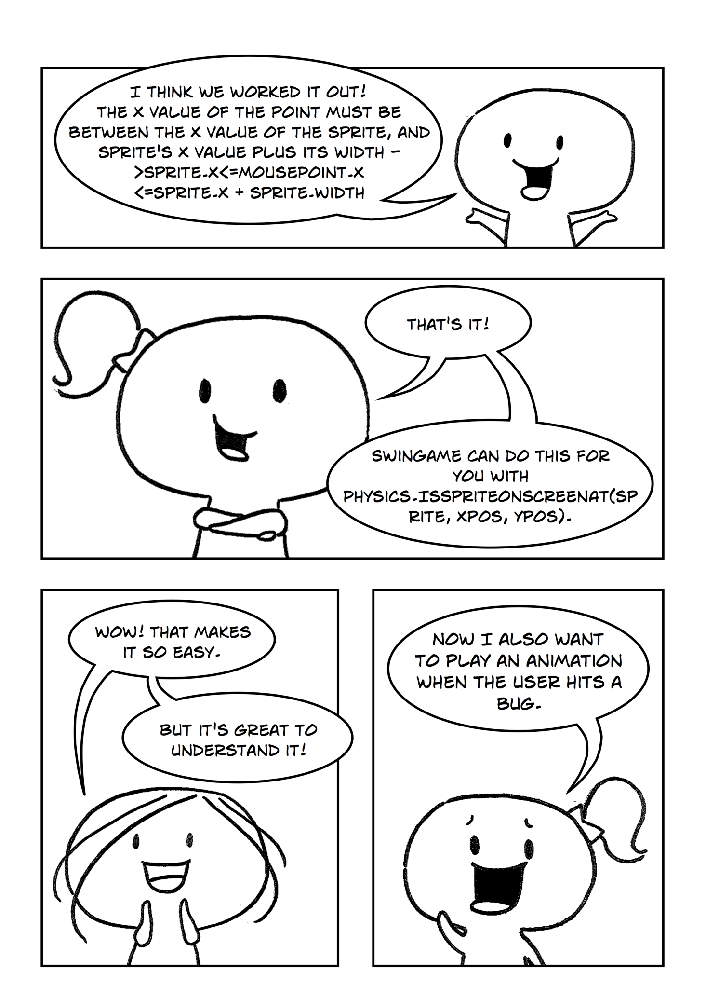 I THINK WE WORKED IT OUT!
THE X VALUE OF THE POINT MUST BE
BETWEEN THE X VALUE OF THE SPRITE, AND
SPRITE'S X VALUE PLUS ITS WIDTH -
>SPRITE.X<=MOUSEPOINT.X
<=SPRITE.X + SPRITE.WIDTH
THAT'S IT!
SWINGAME CAN DO THIS FOR
YOU WITH
PHYSICS.ISSPRITEONSCREENAT(SP
RITE, XPOS, YPOS).
WOW! THAT MAKES
IT SO EASY.
BUT IT'S GREAT TO
UNDERSTAND IT!
NOW I ALSO WANT
TO PLAY AN ANIMATION
WHEN THE USER HITS A
BUG.